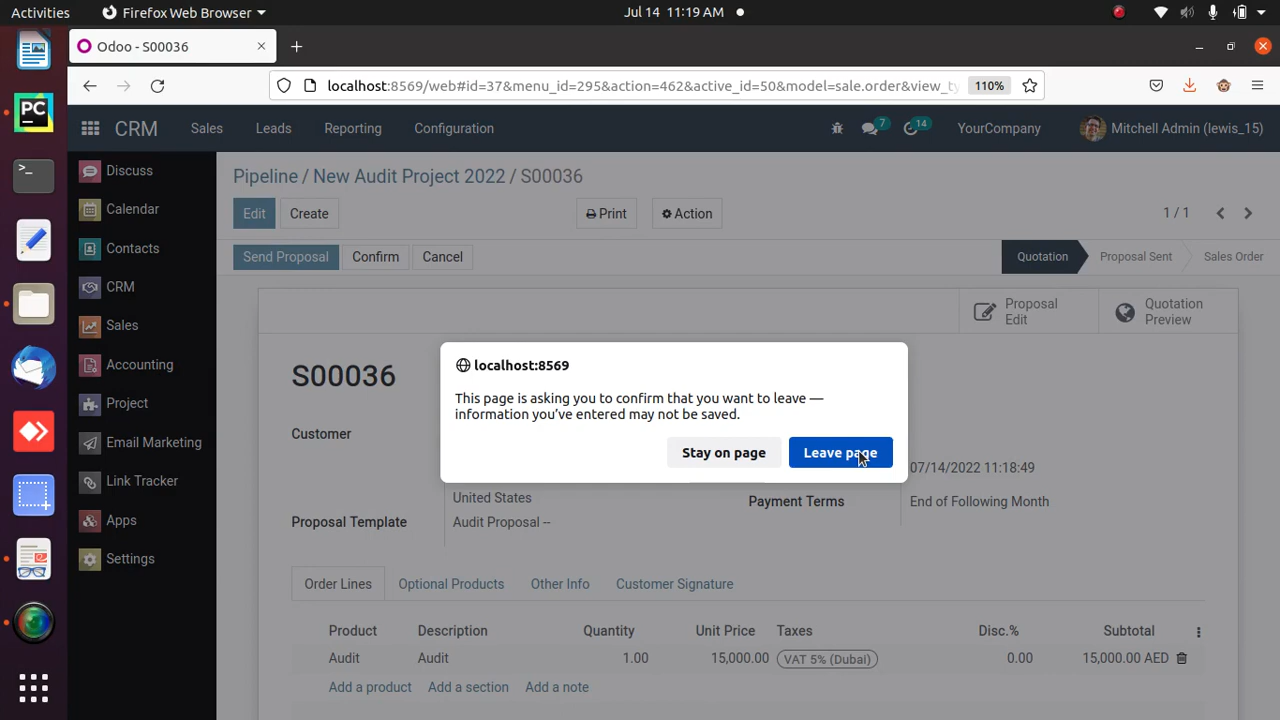 Activities
Firefox Web Browser
Jul 14 11:19 AM
Odoo - S00036
localhost:8569/web#id=37&menu_id=295&action=462&active_id=50&model=sale.order&view_ty
110%
CRM
Sales
Leads
Reporting
Configuration
7
14
YourCompany
Mitchell Admin (lewis_15)
PC
Discuss
Calendar
Contacts
CRM
Sales
Accounting
Project
Email Marketing
Link Tracker
Apps
Settings
Pipeline / New Audit Project 2022 / S00036
Edit
Create
Print
Action
1 / 1
Send Proposal
Confirm
Cancel
Quotation
Proposal Sent
Sales Order
Proposal
Edit
Quotation
Preview
S00036
localhost:8569
This page is asking you to confirm that you want to leave —
information you've entered may not be saved.
Stay on page
Leave page
Customer
United States
07/14/2022 11:18:49
Payment Terms
End of Following Month
Proposal Template
Audit Proposal --
Order Lines
Optional Products
Other Info
Customer Signature
Product
Description
Quantity
Unit Price
Taxes
Disc.%
Subtotal
Audit
Audit
1.00
15,000.00
VAT 5% (Dubai)
0.00
15,000.00 AED
Add a product
Add a section
Add a note